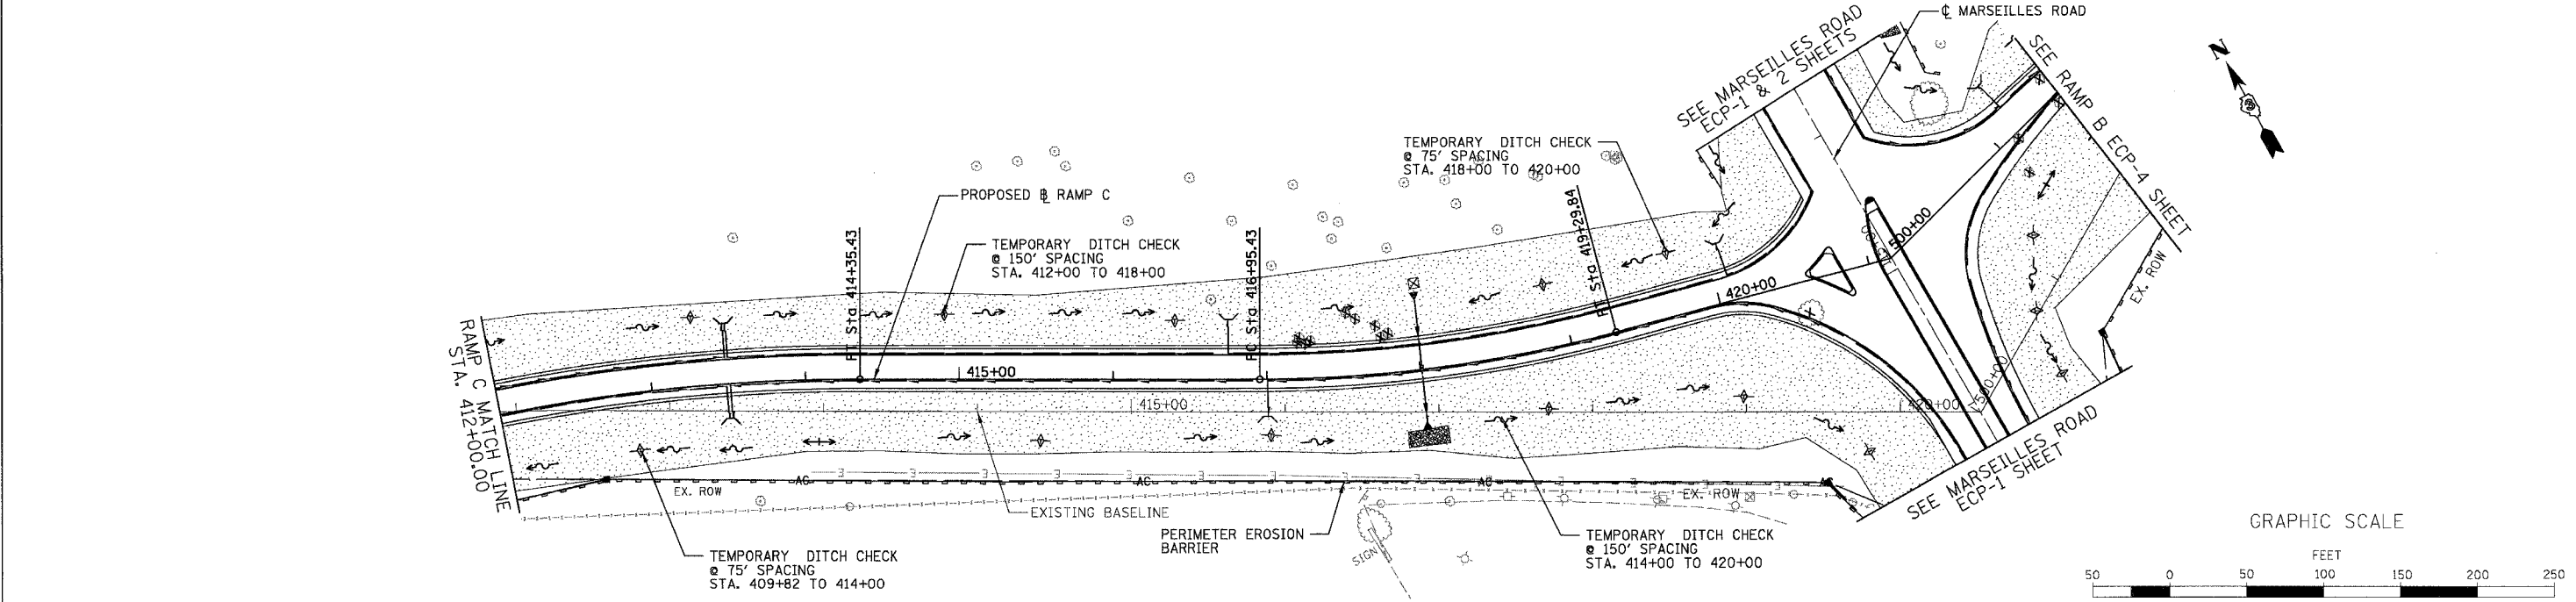 ℄ MARSEILLES ROAD
SEE MARSEILLES ROAD
ECP-1 & 2 SHEETS
SEE RAMP B ECP-4 SHEET
N
TEMPORARY DITCH CHECK
@ 75' SPACING
STA. 418+00 TO 420+00
PROPOSED B RAMP C
TEMPORARY DITCH CHECK
@ 150' SPACING
STA. 412+00 TO 418+00
PT Sta 414+35.43
PC Sta 416+95.43
PT Sta 419+29.84
500+00
420+00
EX. ROW
RAMP C MATCH LINE
STA. 412+00.00
415+00
415+00
420+00
500+00
AC
AC
AC
EX. ROW
EX. ROW
EXISTING BASELINE
PERIMETER EROSION
BARRIER
SIGN
TEMPORARY DITCH CHECK
@ 75' SPACING
STA. 409+82 TO 414+00
TEMPORARY DITCH CHECK
@ 150' SPACING
STA. 414+00 TO 420+00
SEE MARSEILLES ROAD
ECP-1 SHEET
GRAPHIC SCALE
FEET
50 0 50 100 150 200 250